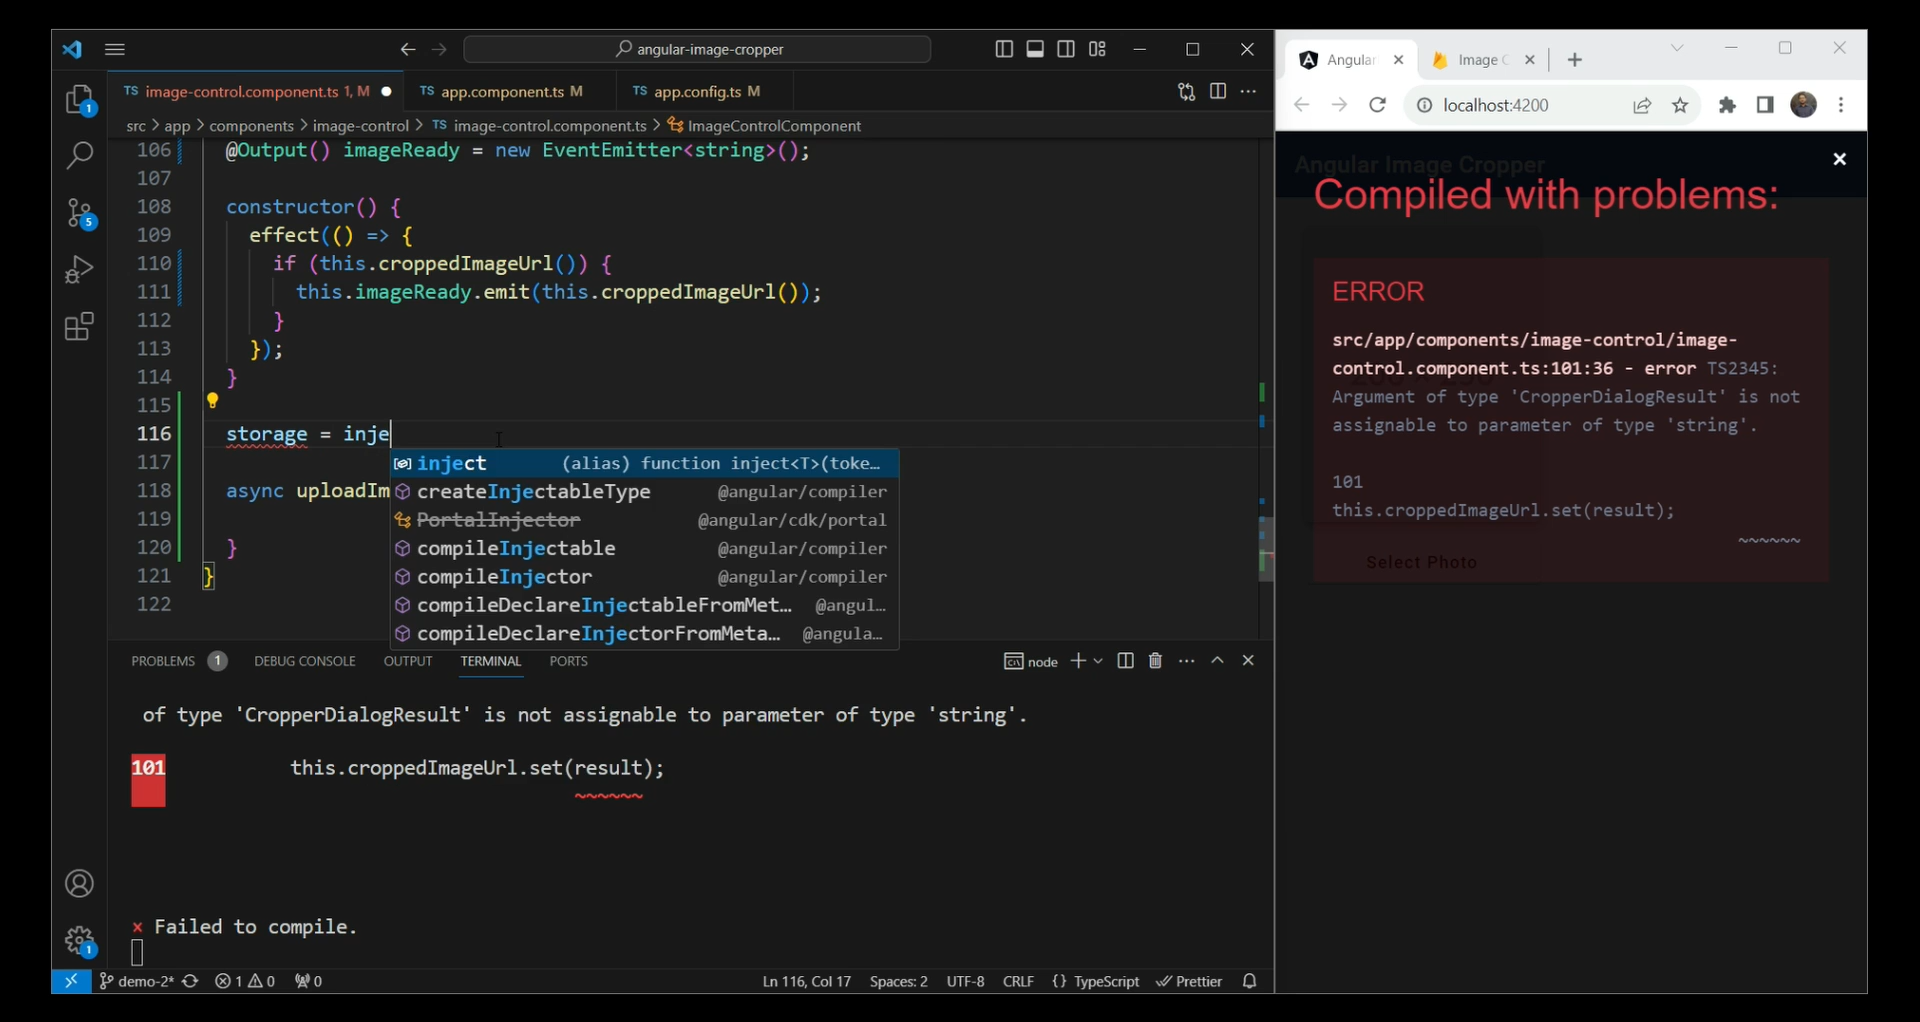 angular-image-cropper
TS image-control.component.ts 1, M
TS app.component.ts M
TS app.config.ts M
src > app > components > image-control > TS image-control.component.ts > ImageControlComponent
106 @Output() imageReady = new EventEmitter<string>();
107
108 constructor() {
109 effect(() => {
110 if (this.croppedImageUrl()) {
111 this.imageReady.emit(this.croppedImageUrl());
112 }
113 });
114 }
115
116 storage = inje
117
118 async uploadIm
119
120 }
121 }
122
inject (alias) function inject<T>(toke…
createInjectableType @angular/compiler
PortalInjector @angular/cdk/portal
compileInjectable @angular/compiler
compileInjector @angular/compiler
compileDeclareInjectableFromMet… @angul…
compileDeclareInjectorFromMeta… @angula…
PROBLEMS 1 DEBUG CONSOLE OUTPUT TERMINAL PORTS
node
of type 'CropperDialogResult' is not assignable to parameter of type 'string'.
101 this.croppedImageUrl.set(result);
~~~~~~
× Failed to compile.
1
5
1
demo-2* 1 0 0
Ln 116, Col 17 Spaces: 2 UTF-8 CRLF {} TypeScript Prettier
Angular
Image C
localhost:4200
Angular Image Cropper
Compiled with problems:
ERROR
src/app/components/image-control/image-
control.component.ts:101:36 - error TS2345:
Argument of type 'CropperDialogResult' is not
assignable to parameter of type 'string'.
101
this.croppedImageUrl.set(result);
~~~~~~
Select Photo